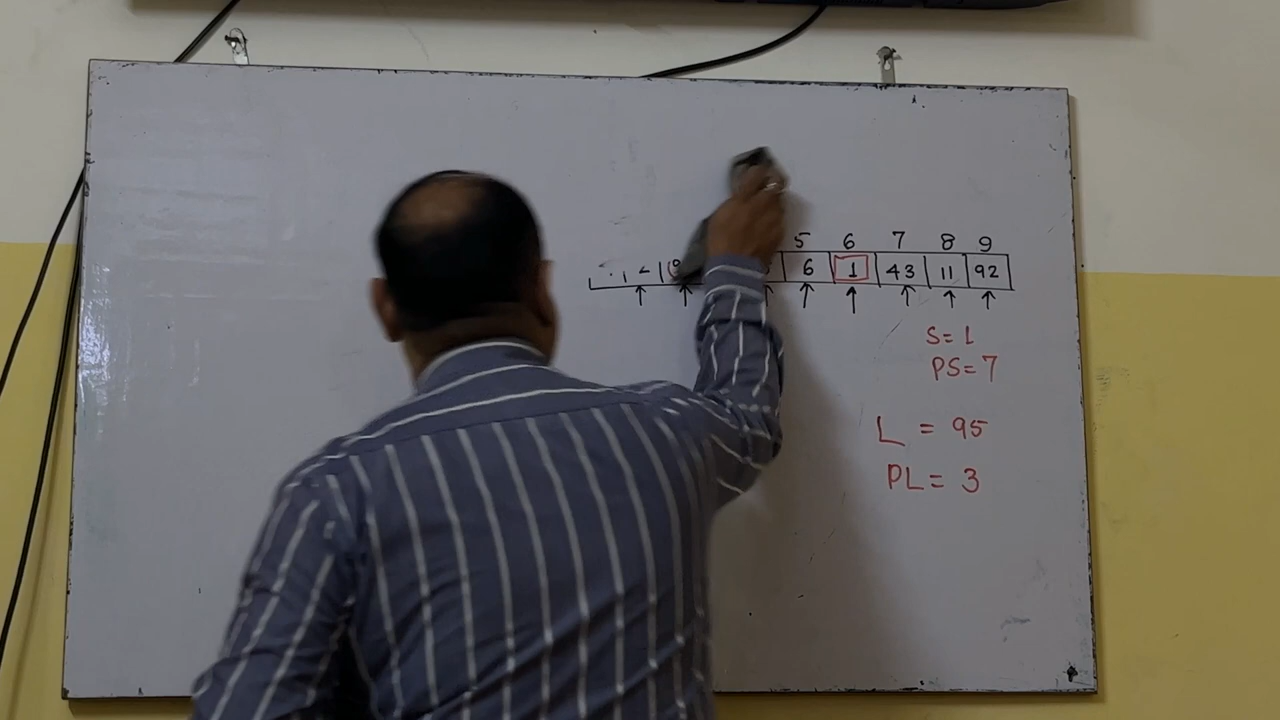 5 6 7 8 9
6 1 43 11 92
S = 1
PS = 7
L = 95
PL = 3